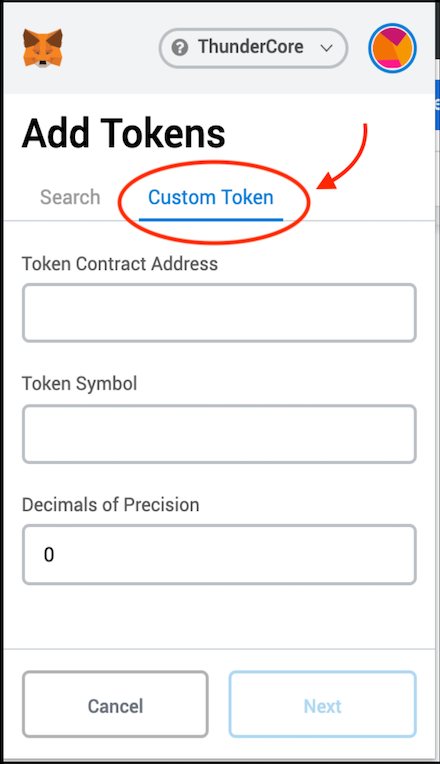 ThunderCore
Add Tokens
Search Custom Token
Token Contract Address
Token Symbol
Decimals of Precision
0
Cancel Next